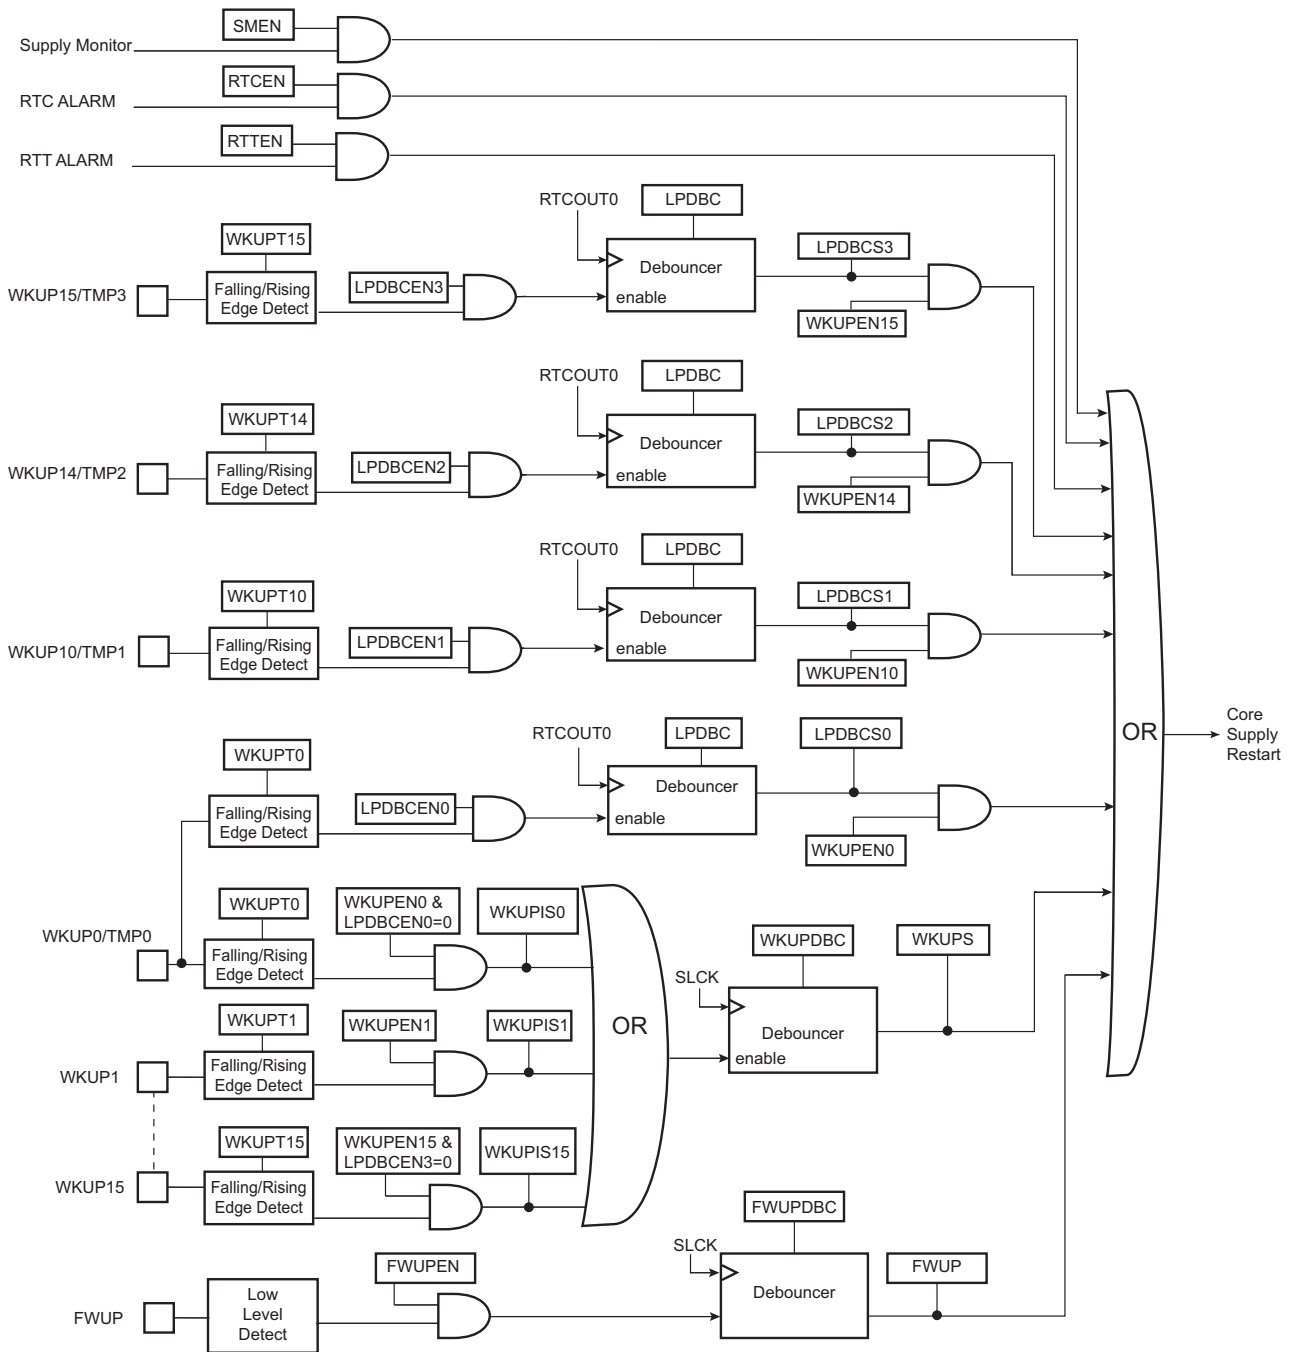 SMEN
Supply Monitor
RTCEN
RTC ALARM
RTTEN
RTT ALARM
RTCOUT0
LPDBC
WKUPT15
LPDBCS3
WKUP15/TMP3
Falling/Rising
Edge Detect
LPDBCEN3
Debouncer
enable
WKUPEN15
RTCOUT0
LPDBC
WKUPT14
LPDBCS2
WKUP14/TMP2
Falling/Rising
Edge Detect
LPDBCEN2
Debouncer
enable
WKUPEN14
RTCOUT0
LPDBC
WKUPT10
LPDBCS1
WKUP10/TMP1
Falling/Rising
Edge Detect
LPDBCEN1
Debouncer
enable
WKUPEN10
RTCOUT0
LPDBC
LPDBCS0
WKUPT0
Falling/Rising
Edge Detect
LPDBCEN0
Debouncer
enable
WKUPEN0
OR
Core
Supply
Restart
WKUP0/TMP0
WKUPT0
Falling/Rising
Edge Detect
WKUPEN0 &
LPDBCEN0=0
WKUPIS0
WKUPDBC
WKUPS
SLCK
OR
Debouncer
enable
WKUP1
WKUPT1
Falling/Rising
Edge Detect
WKUPEN1
WKUPIS1
WKUP15
WKUPT15
Falling/Rising
Edge Detect
WKUPEN15 &
LPDBCEN3=0
WKUPIS15
FWUPDBC
SLCK
FWUPEN
FWUP
Debouncer
FWUP
Low
Level
Detect